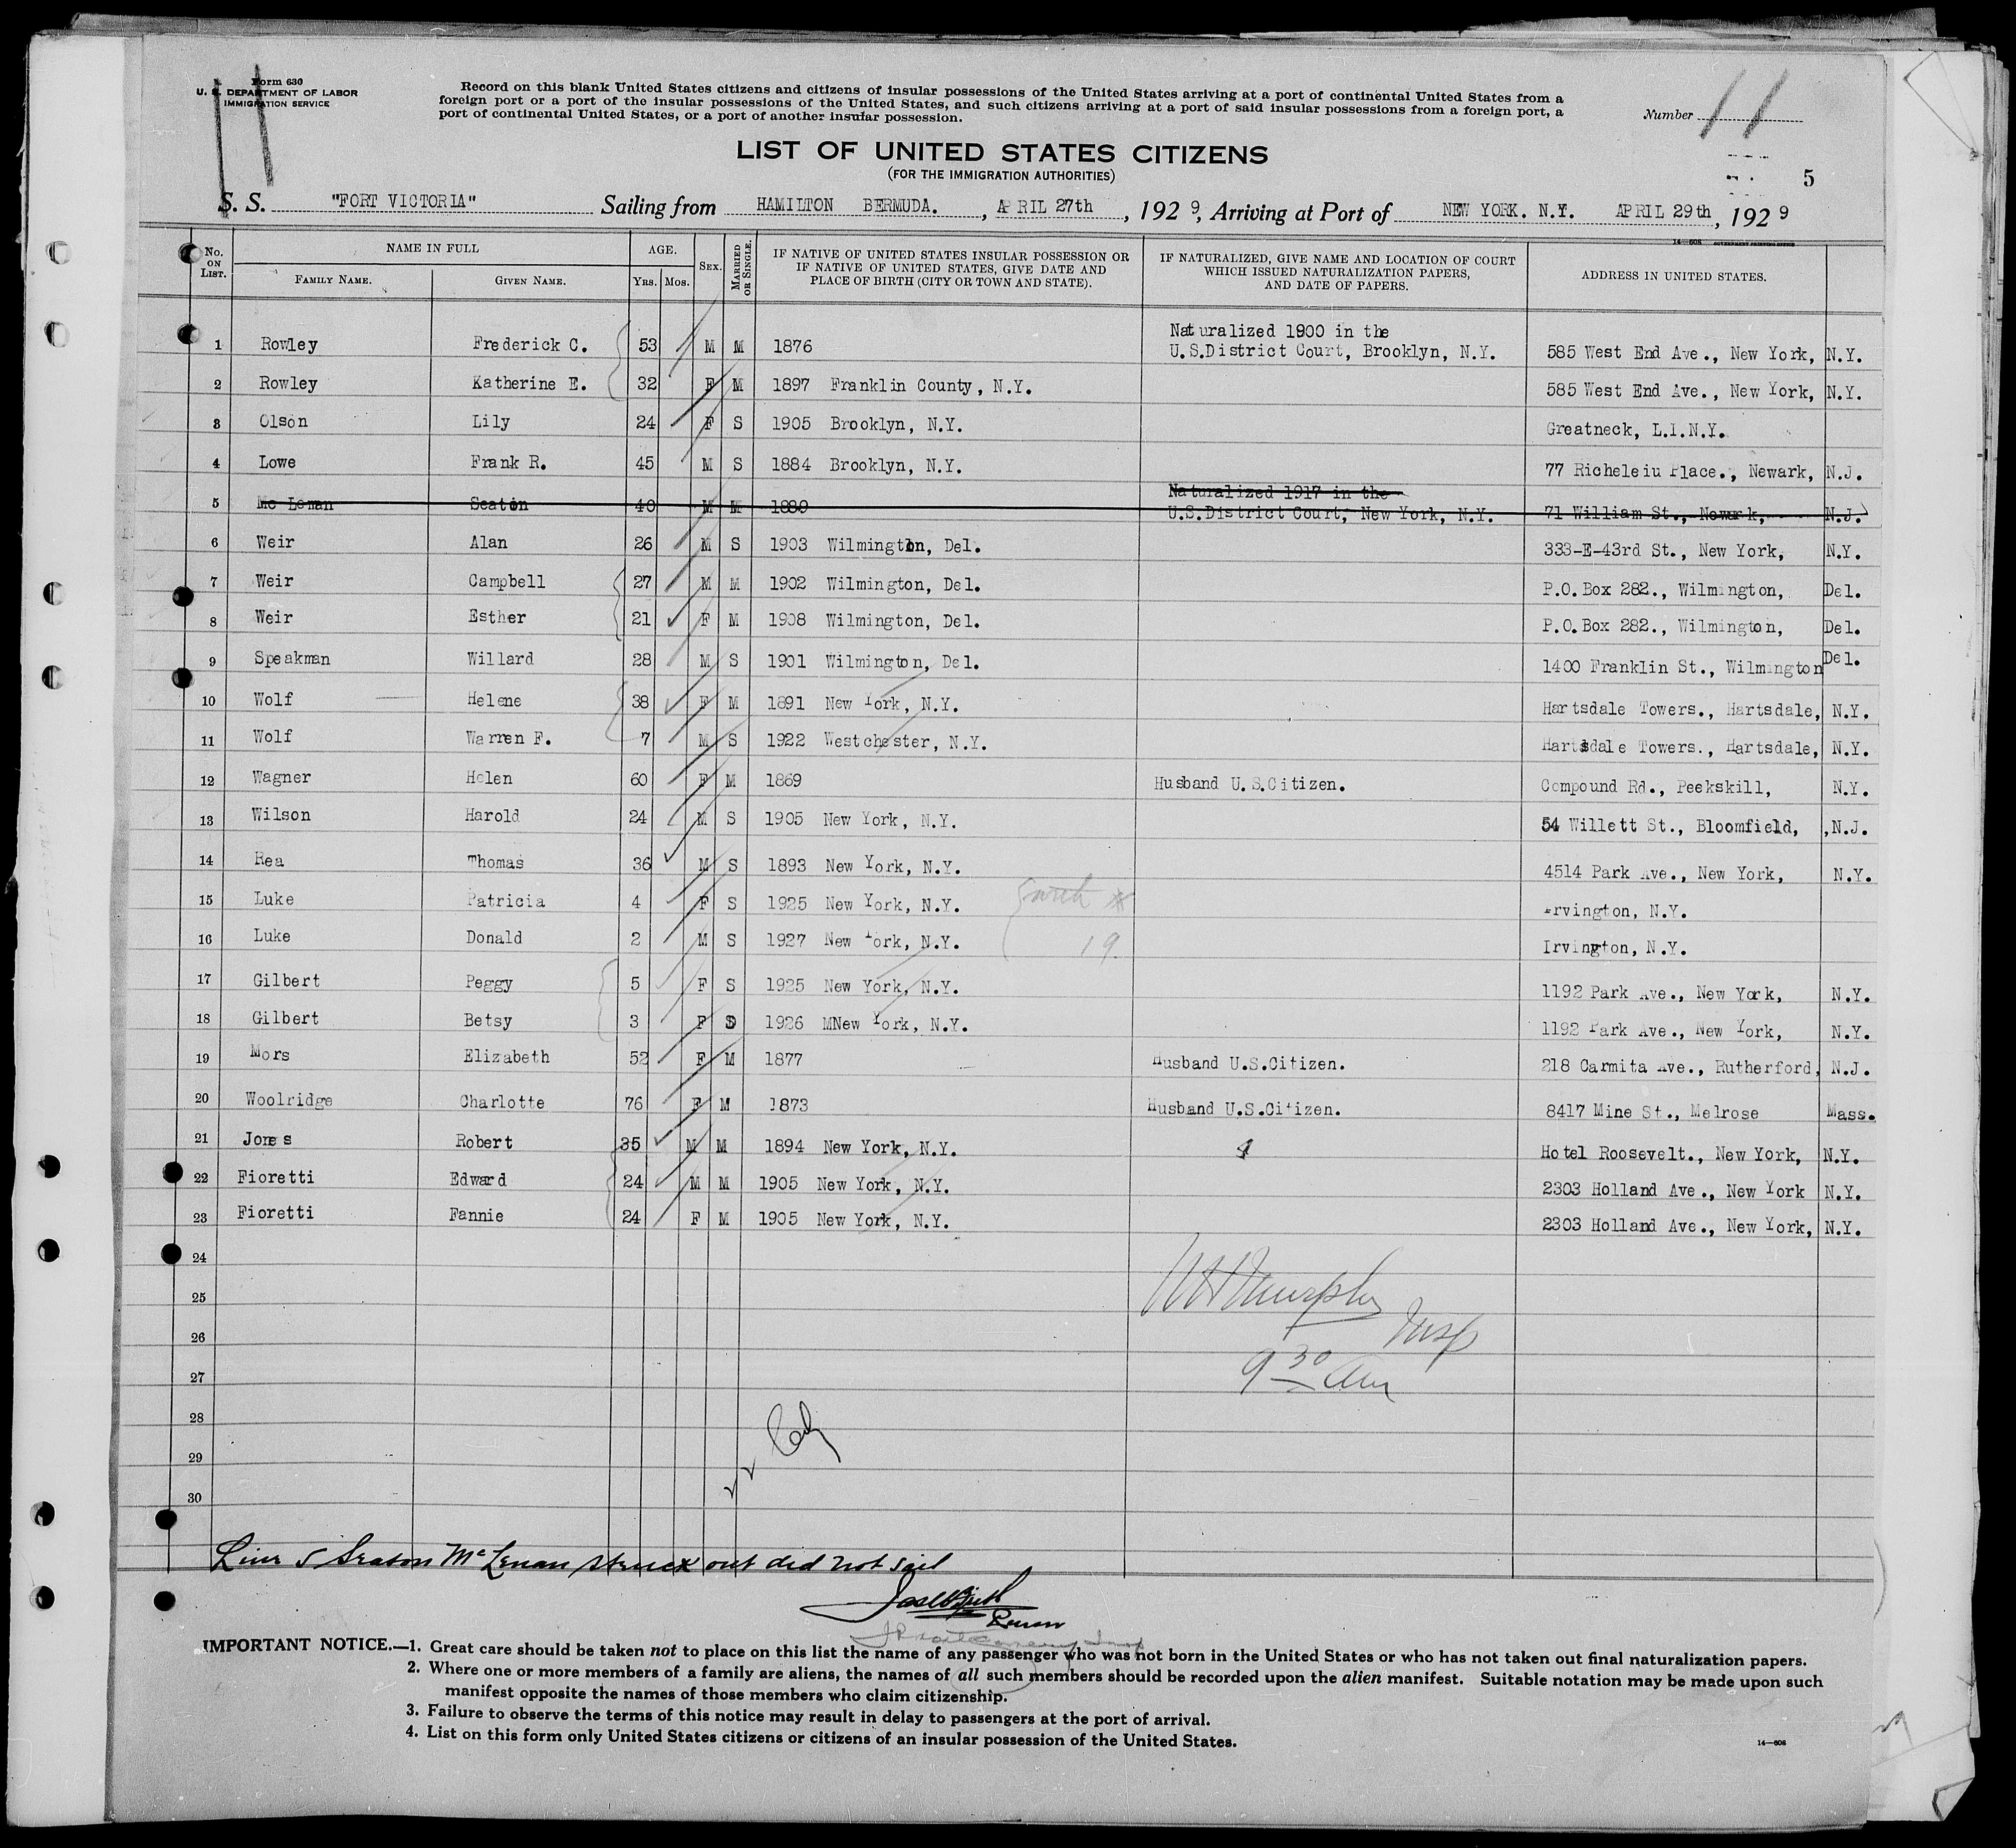 Form 630
U. S. DEPARTMENT OF LABOR
IMMIGRATION SERVICE
Record on this blank United States citizens and citizens of insular possessions of the United States arriving at a port of continental United States from a
foreign port or a port of the insular possessions of the United States, and such citizens arriving at a port of said insular possessions from a foreign port, a
port of continental United States, or a port of another insular possession.
Number 11
LIST OF UNITED STATES CITIZENS
(FOR THE IMMIGRATION AUTHORITIES)
5
S. S. "FORT VICTORIA" Sailing from HAMILTON BERMUDA. , APRIL 27th , 1929, Arriving at Port of NEW YORK. N.Y. APRIL 29th , 1929
14—608 GOVERNMENT PRINTING OFFICE
No. ON LIST. NAME IN FULL FAMILY NAME. GIVEN NAME. AGE. YRS. MOS. SEX. MARRIED OR SINGLE. IF NATIVE OF UNITED STATES INSULAR POSSESSION OR IF NATIVE OF UNITED STATES, GIVE DATE AND PLACE OF BIRTH (CITY OR TOWN AND STATE). IF NATURALIZED, GIVE NAME AND LOCATION OF COURT WHICH ISSUED NATURALIZATION PAPERS, AND DATE OF PAPERS. ADDRESS IN UNITED STATES.
Naturalized 1900 in the
1 Rowley Frederick C. 53 M M 1876 U.S.District Court, Brooklyn, N.Y. 585 West End Ave., New York, N.Y.
2 Rowley Katherine E. 32 F M 1897 Franklin County, N.Y. 585 West End Ave., New York, N.Y.
3 Olson Lily 24 F S 1905 Brooklyn, N.Y. Greatneck, L.I.N.Y.
4 Lowe Frank R. 45 M S 1884 Brooklyn, N.Y. 77 Richeleiu Place., Newark, N.J.
Naturalized 1917 in the
5 Mc Lenan Seaton 40 M M 1889 U.S.District Court, New York, N.Y. 71 William St., Newark, N.J.
6 Weir Alan 26 M S 1903 Wilmington, Del. 333-E-43rd St., New York, N.Y.
7 Weir Campbell 27 M M 1902 Wilmington, Del. P.O.Box 282., Wilmington, Del.
8 Weir Esther 21 F M 1908 Wilmington, Del. P.O.Box 282., Wilmington, Del.
9 Speakman Willard 28 M S 1901 Wilmington, Del. 1400 Franklin St., Wilmington Del.
10 Wolf Helene 38 F M 1891 New York, N.Y. Hartsdale Towers., Hartsdale, N.Y.
11 Wolf Warren F. 7 M S 1922 Westchester, N.Y. Hartsdale Towers., Hartsdale, N.Y.
12 Wagner Helen 60 F M 1869 Husband U.S.Citizen. Compound Rd., Peekskill, N.Y.
13 Wilson Harold 24 M S 1905 New York, N.Y. 54 Willett St., Bloomfield, ,N.J.
14 Rea Thomas 36 M S 1893 New York, N.Y. 4514 Park Ave., New York, N.Y.
15 Luke Patricia 4 F S 1925 New York, N.Y. with # Irvington, N.Y.
16 Luke Donald 2 M S 1927 New York, N.Y. 19 Irvington, N.Y.
17 Gilbert Peggy 5 F S 1925 New York, N.Y. 1192 Park Ave., New York, N.Y.
18 Gilbert Betsy 3 F S 1926 MNew York, N.Y. 1192 Park Ave., New York, N.Y.
19 Mors Elizabeth 52 F M 1877 Husband U.S.Citizen. 218 Carmita Ave., Rutherford, N.J.
20 Woolridge Charlotte 76 F M 1873 Husband U.S.Citizen. 8417 Mine St., Melrose Mass.
21 Jones Robert 35 M M 1894 New York, N.Y. Hotel Roosevelt., New York, N.Y.
22 Fioretti Edward 24 M M 1905 New York, N.Y. 2303 Holland Ave., New York N.Y.
23 Fioretti Fannie 24 F M 1905 New York, N.Y. 2303 Holland Ave., New York, N.Y.
24
25 Murphy
26 Insp
27 9 30 am
28
29
30
Line 5 Seaton McLenan struck out did not sail
Purser
IMPORTANT NOTICE.—1. Great care should be taken not to place on this list the name of any passenger who was not born in the United States or who has not taken out final naturalization papers.
2. Where one or more members of a family are aliens, the names of all such members should be recorded upon the alien manifest. Suitable notation may be made upon such
manifest opposite the names of those members who claim citizenship.
3. Failure to observe the terms of this notice may result in delay to passengers at the port of arrival.
4. List on this form only United States citizens or citizens of an insular possession of the United States.
14—608